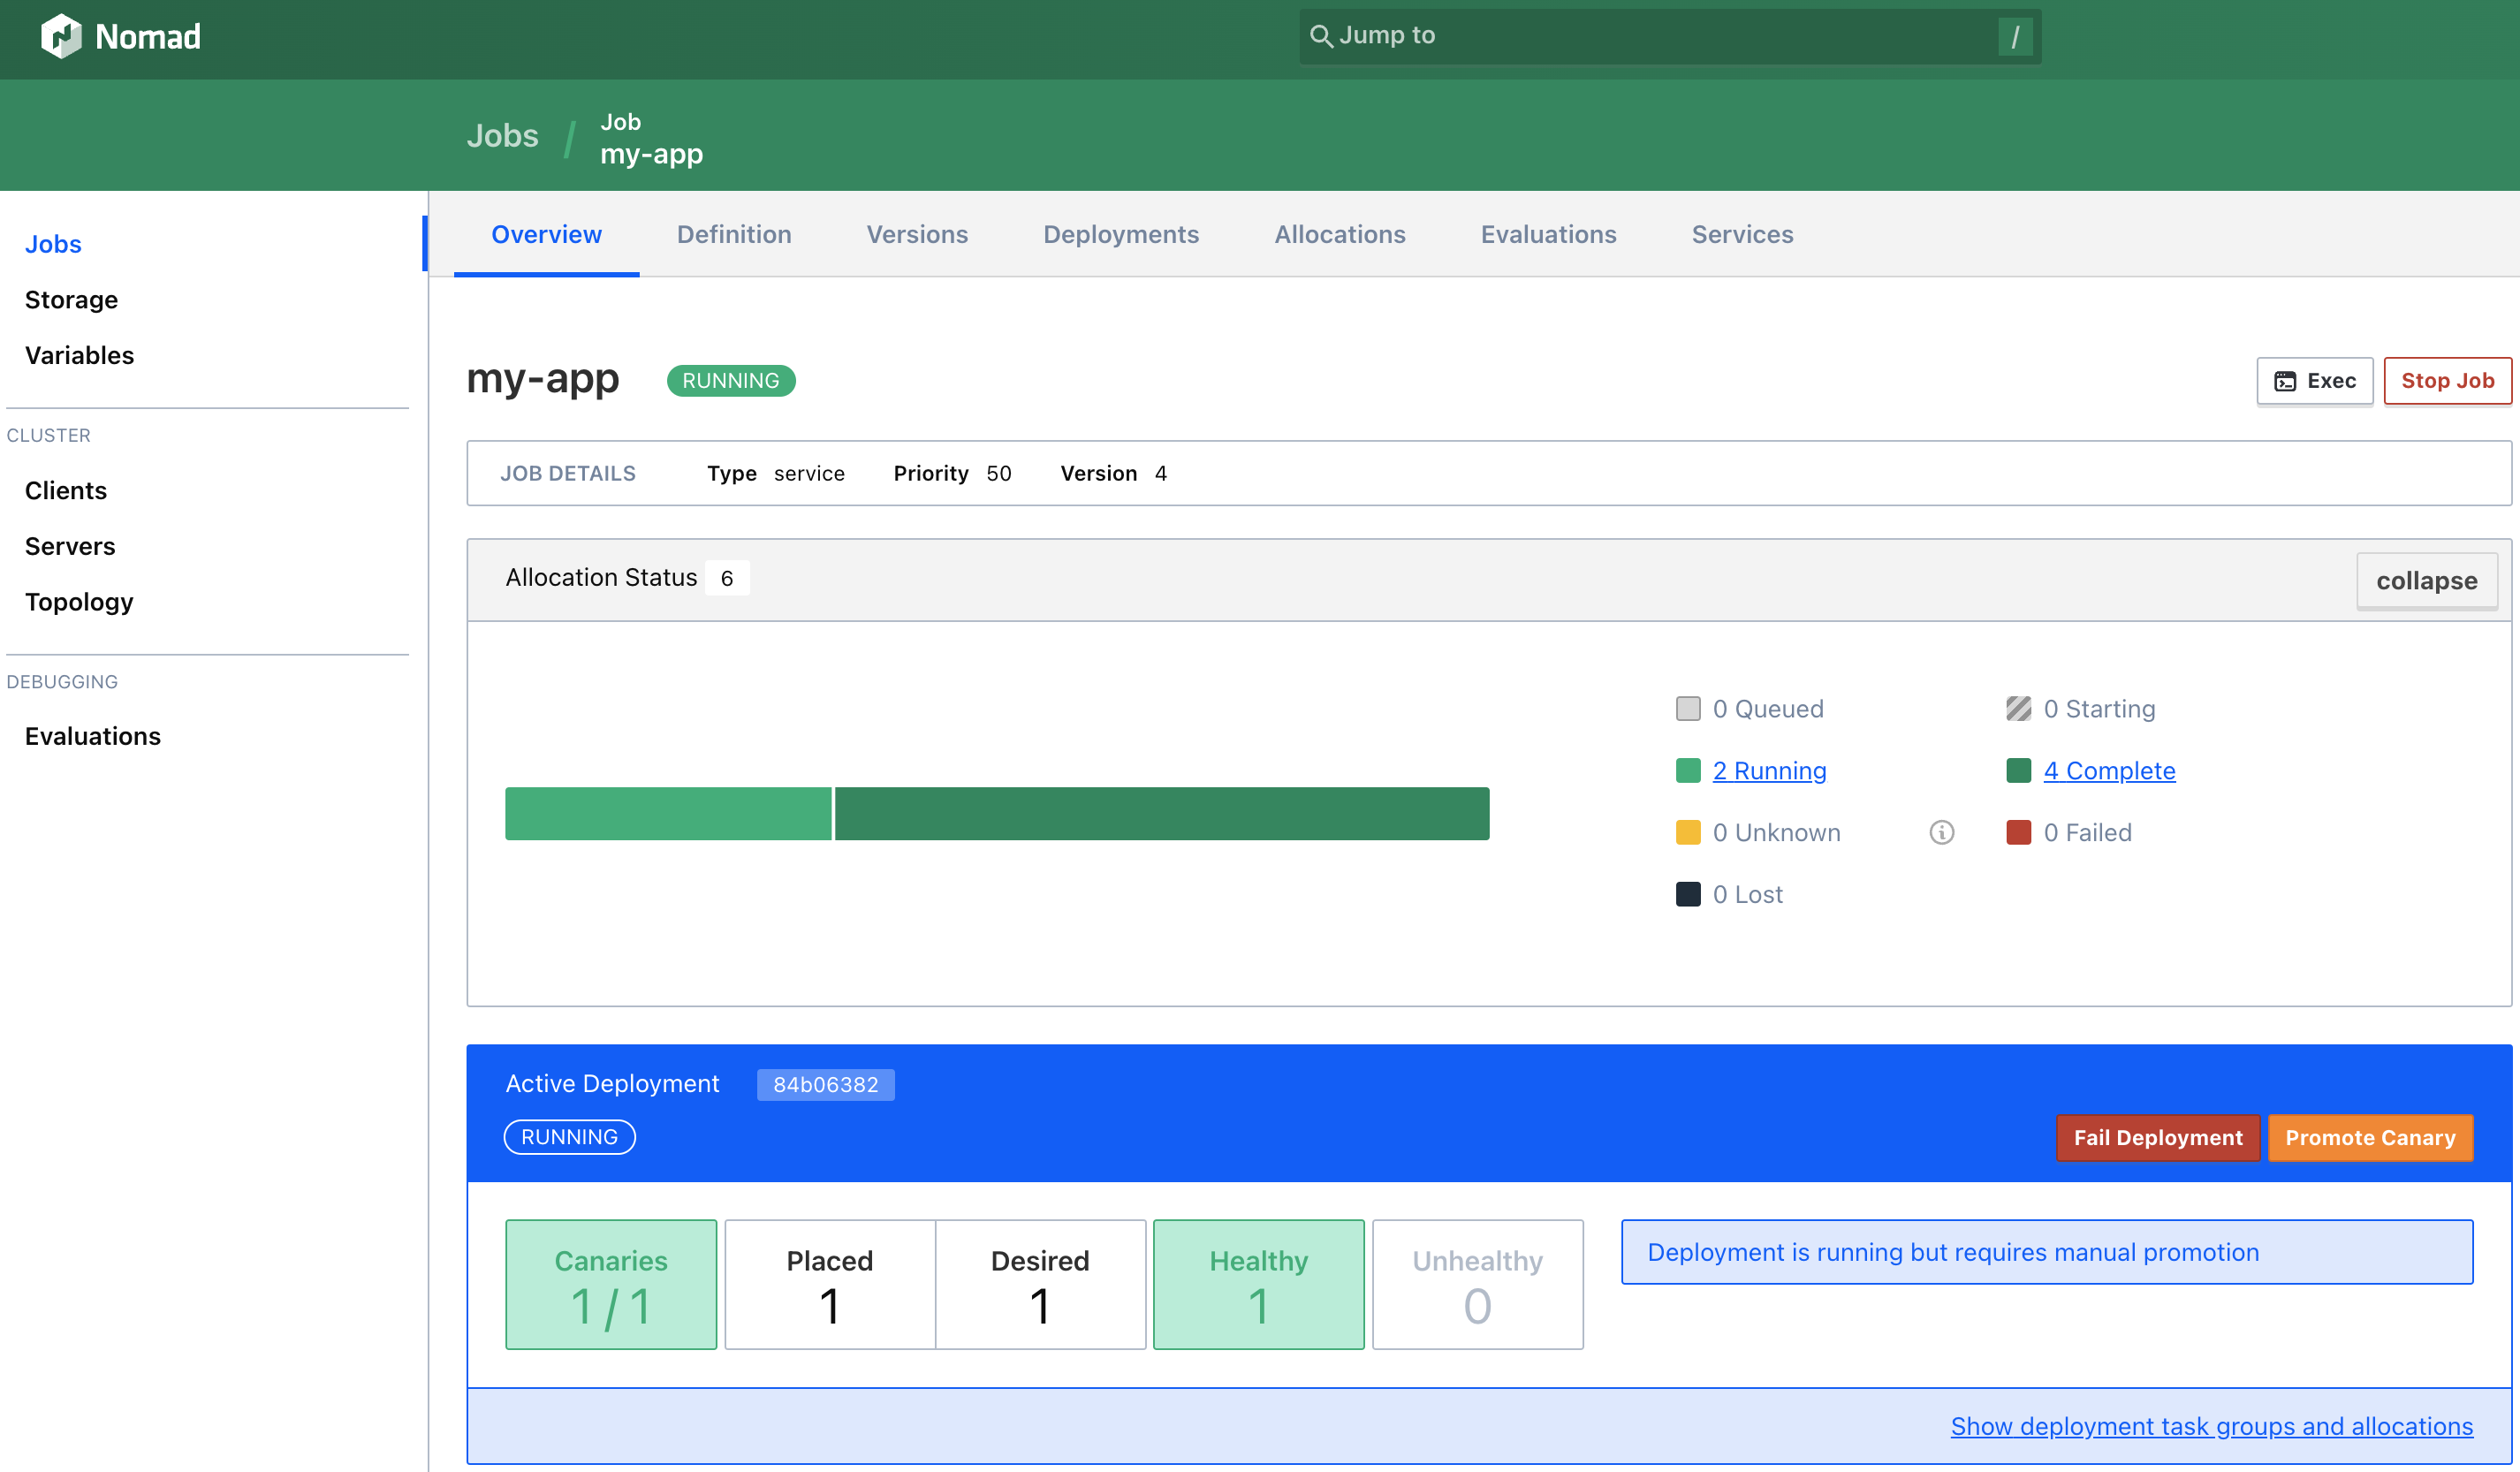 Nomad
Jump to
/
Jobs / Job
my-app
Jobs
Storage
Variables
CLUSTER
Clients
Servers
Topology
DEBUGGING
Evaluations
Overview Definition Versions Deployments Allocations Evaluations Services
my-app RUNNING Exec Stop Job
JOB DETAILS Type service Priority 50 Version 4
Allocation Status 6 collapse
0 Queued 0 Starting
2 Running 4 Complete
0 Unknown 0 Failed
0 Lost
Active Deployment 84b06382
RUNNING Fail Deployment Promote Canary
Canaries Placed Desired Healthy Unhealthy
1 / 1 1 1 1 0
Deployment is running but requires manual promotion
Show deployment task groups and allocations